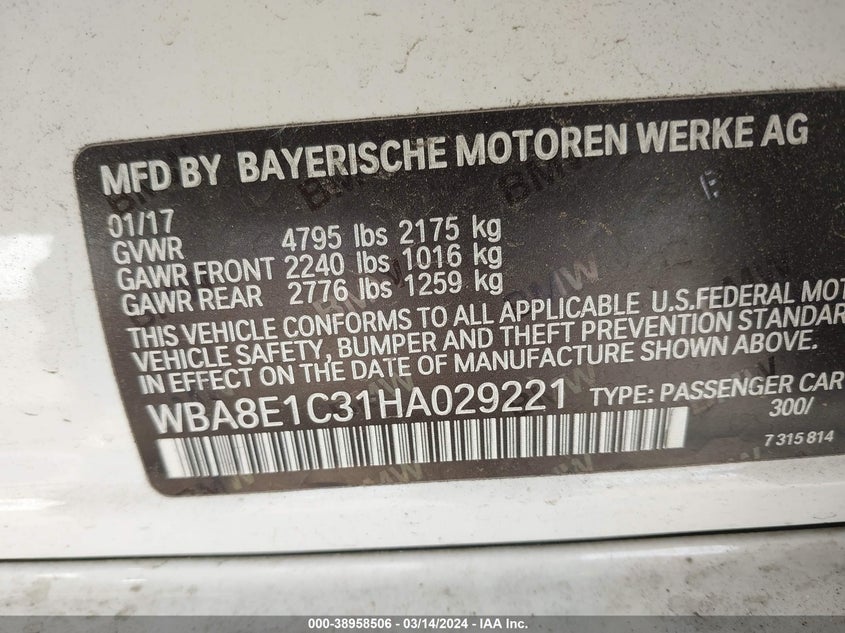 MFD BY BAYERISCHE MOTOREN WERKE AG
01/17
GVWR 4795 lbs 2175 kg
GAWR FRONT 2240 lbs 1016 kg
GAWR REAR 2776 lbs 1259 kg
THIS VEHICLE CONFORMS TO ALL APPLICABLE U.S.FEDERAL MOT
VEHICLE SAFETY, BUMPER AND THEFT PREVENTION STANDAR
IN EFFECT ON THE DATE OF MANUFACTURE SHOWN ABOVE.
WBA8E1C31HA029221 TYPE: PASSENGER CAR
300/
7 315 814
000-38958506 / 03/14/2024 - IAA Inc.